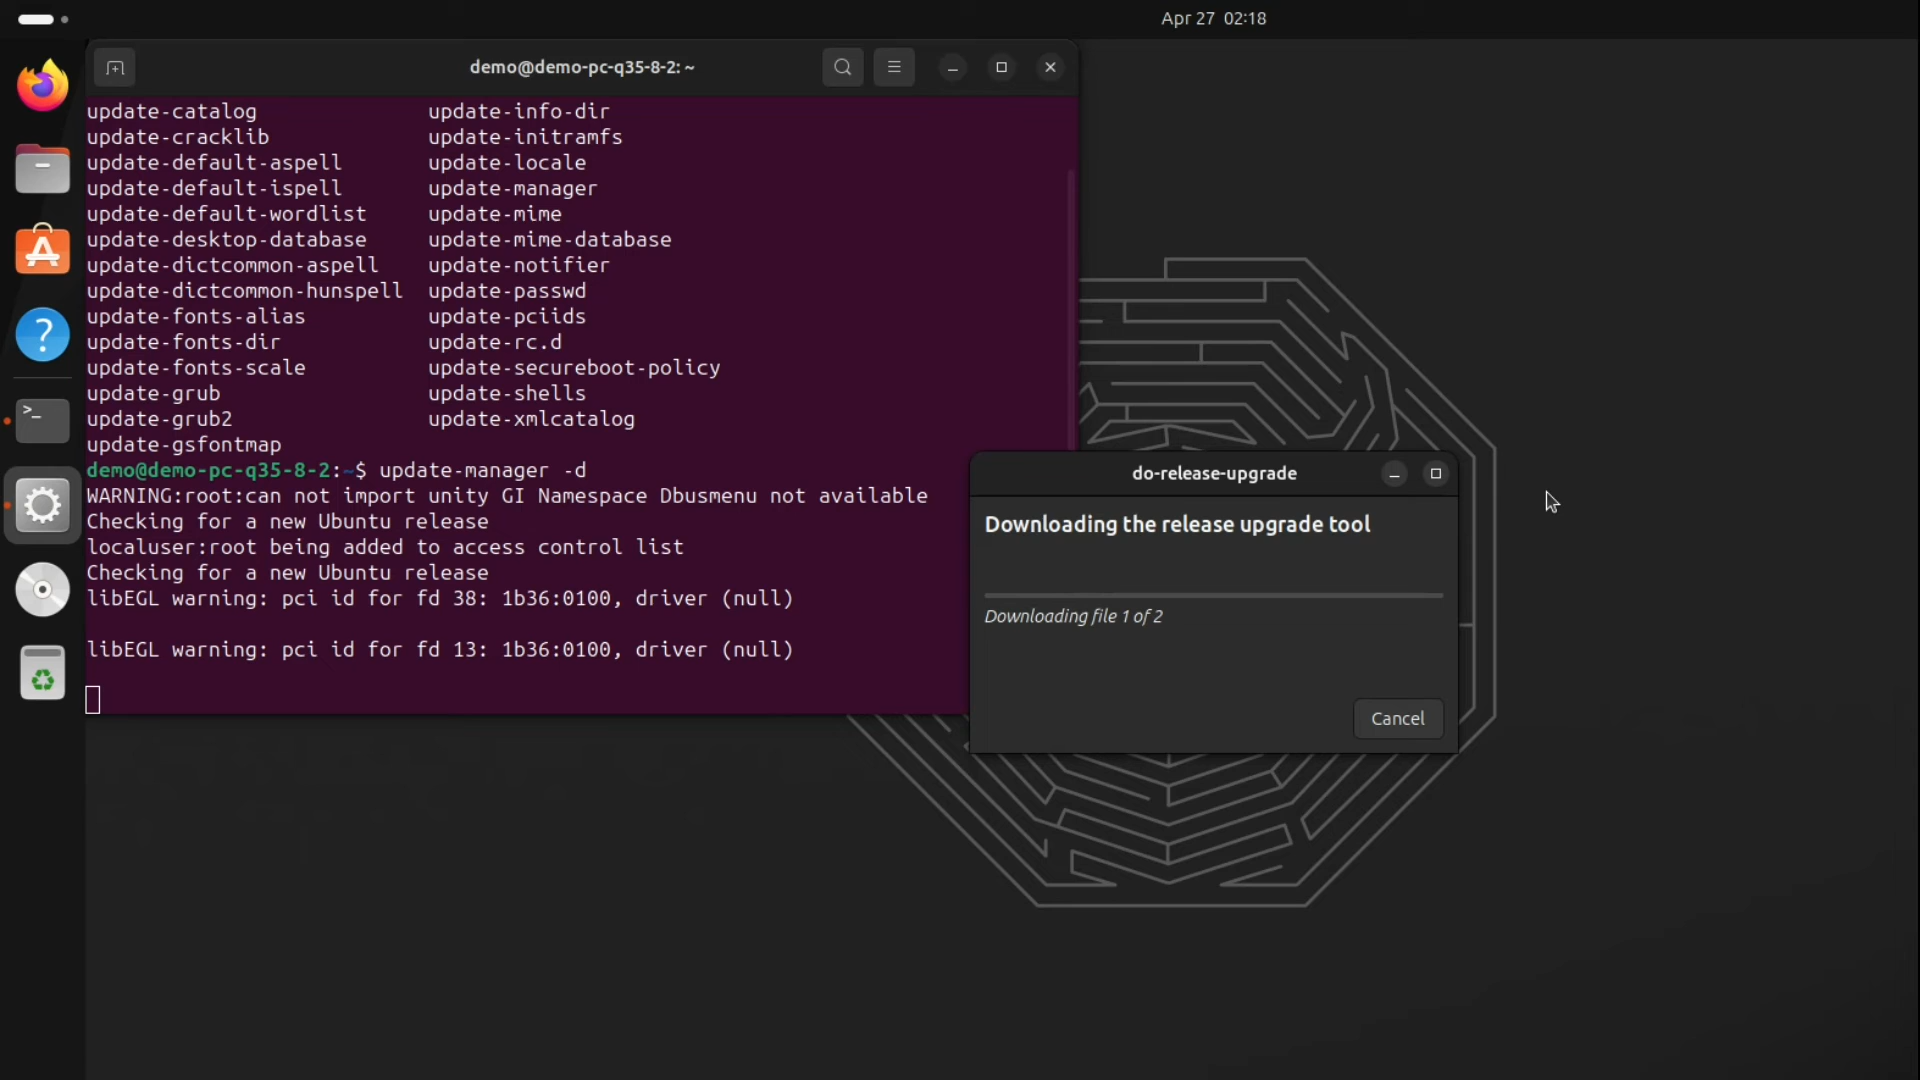 Apr 27 02:18
demo@demo-pc-q35-8-2: ~
update-catalog update-info-dir
update-cracklib update-initramfs
update-default-aspell update-locale
update-default-ispell update-manager
update-default-wordlist update-mime
update-desktop-database update-mime-database
update-dictcommon-aspell update-notifier
update-dictcommon-hunspell update-passwd
update-fonts-alias update-pciids
update-fonts-dir update-rc.d
update-fonts-scale update-secureboot-policy
update-grub update-shells
update-grub2 update-xmlcatalog
update-gsfontmap
demo@demo-pc-q35-8-2:~$ update-manager -d
WARNING:root:can not import unity GI Namespace Dbusmenu not available
Checking for a new Ubuntu release
localuser:root being added to access control list
Checking for a new Ubuntu release
libEGL warning: pci id for fd 38: 1b36:0100, driver (null)
libEGL warning: pci id for fd 13: 1b36:0100, driver (null)
do-release-upgrade
Downloading the release upgrade tool
Downloading file 1 of 2
Cancel